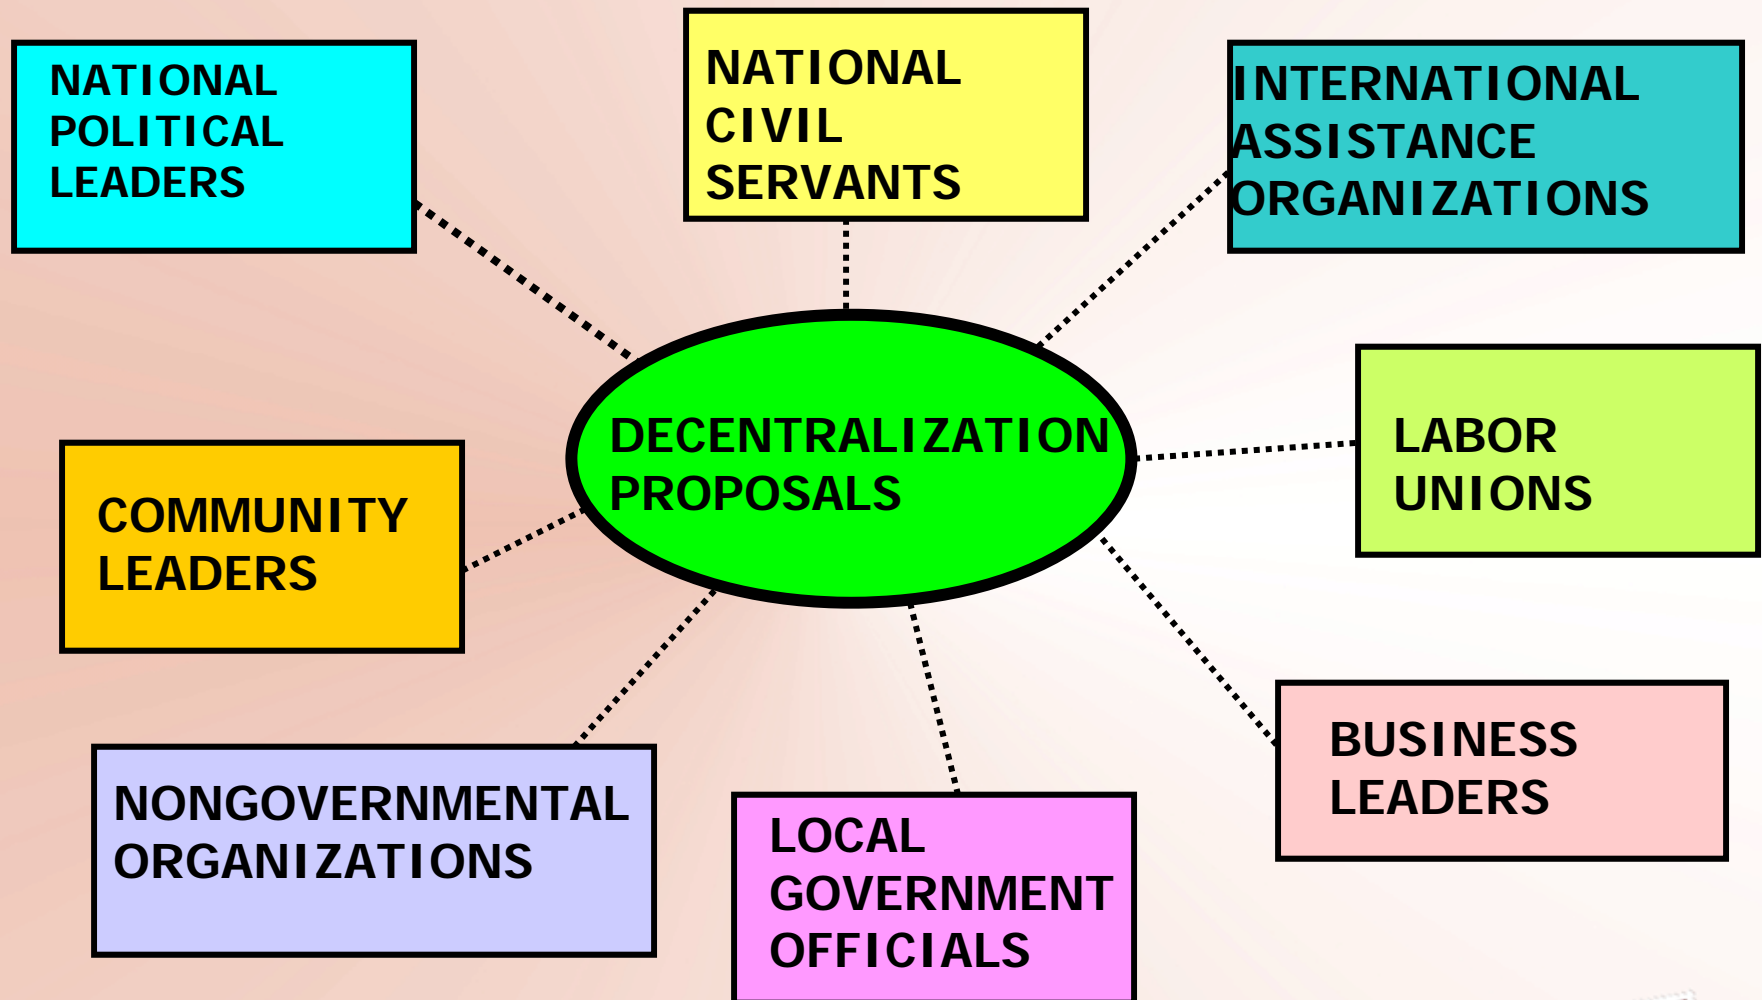 NATIONAL
POLITICAL
LEADERS
NATIONAL
CIVIL
SERVANTS
INTERNATIONAL
ASSISTANCE
ORGANIZATIONS
DECENTRALIZATION
PROPOSALS
LABOR
UNIONS
COMMUNITY
LEADERS
BUSINESS
LEADERS
NONGOVERNMENTAL
ORGANIZATIONS
LOCAL
GOVERNMENT
OFFICIALS